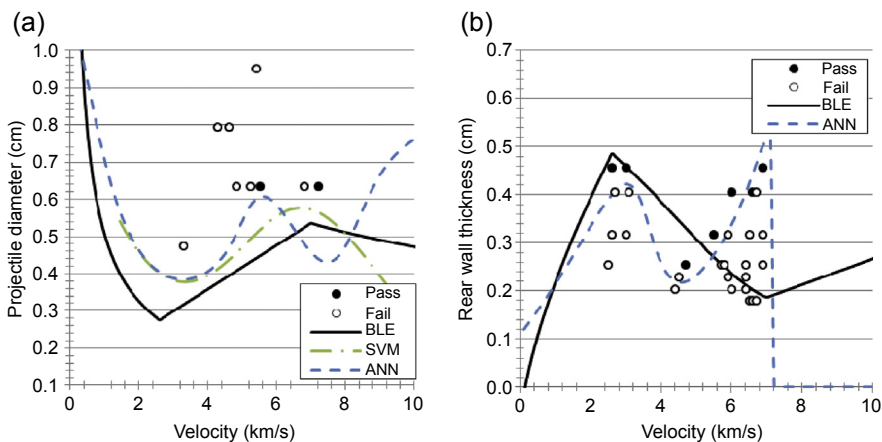 (a)
1.0
0.9
0.8
0.7
0.6
0.5
0.4
0.3
0.2
0.1
Projectile diameter (cm)
Pass
Fail
BLE
SVM
ANN
0 2 4 6 8 10
Velocity (km/s)
(b)
0.7
0.6
0.5
0.4
0.3
0.2
0.1
0.0
Rear wall thickness (cm)
Pass
Fail
BLE
ANN
0 2 4 6 8 10
Velocity (km/s)